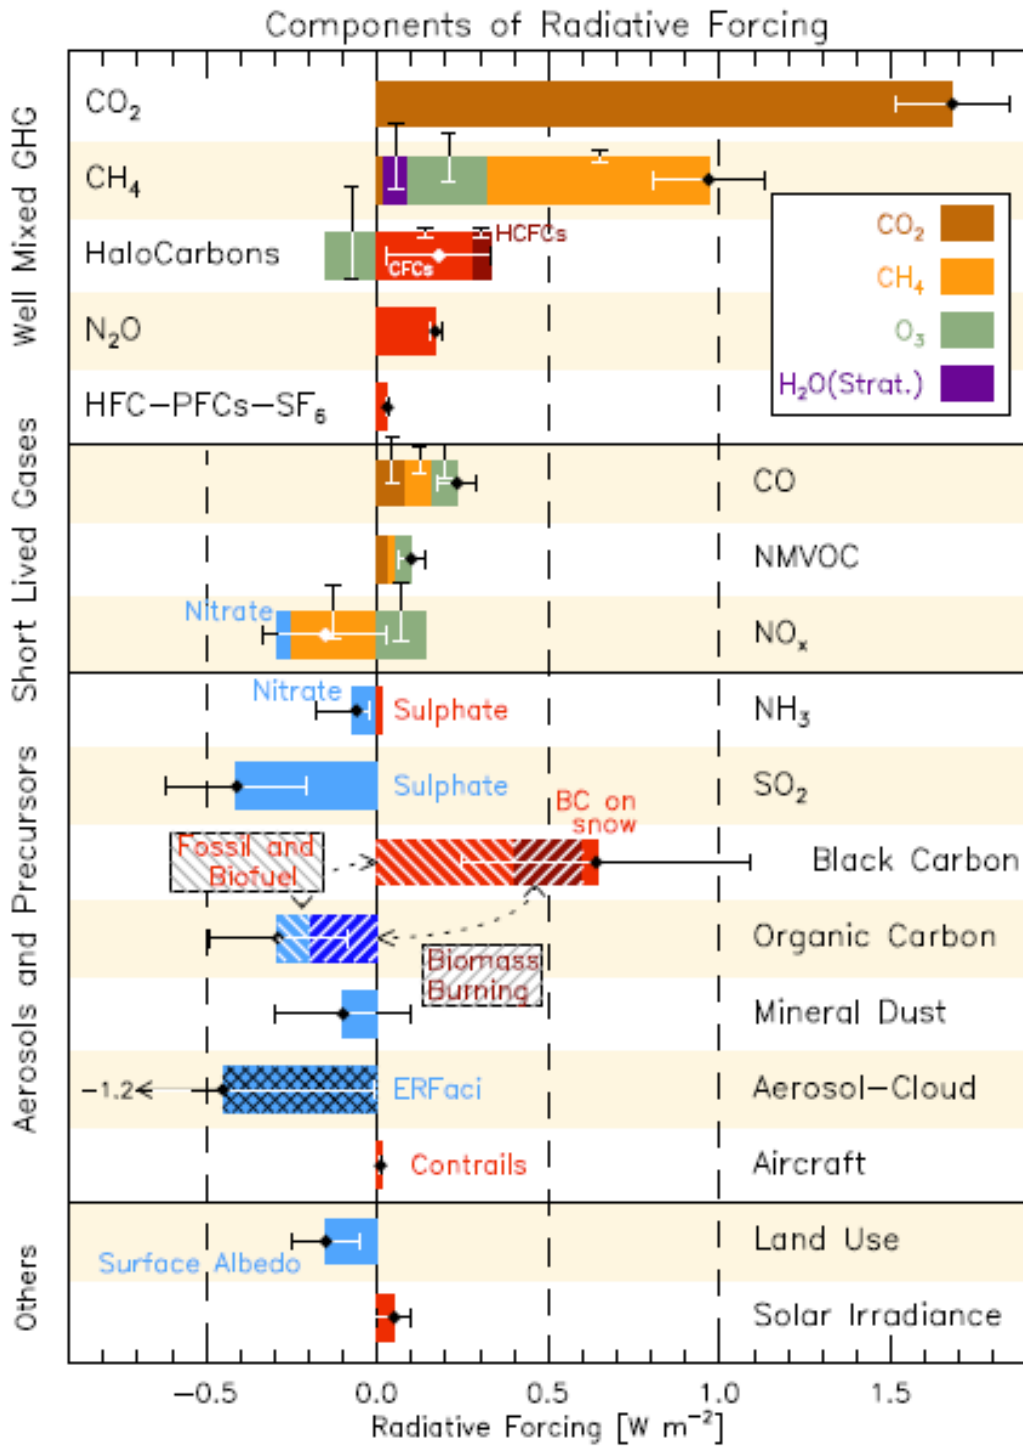 Components of Radiative Forcing
Well Mixed GHG
CO₂
CH₄
HaloCarbons
HCFCs
CFCs
N₂O
HFC-PFCs-SF₆
CO₂
CH₄
O₃
H₂O(Strat.)
Short Lived Gases
CO
NMVOC
Nitrate
NOₓ
Aerosols and Precursors
Nitrate
Sulphate
NH₃
Sulphate
SO₂
BC on
snow
Fossil and
Biofuel
Black Carbon
Organic Carbon
Biomass
Burning
Mineral Dust
-1.2
ERFaci
Aerosol-Cloud
Contrails
Aircraft
Others
Land Use
Surface Albedo
Solar Irradiance
-0.5 0.0 0.5 1.0 1.5
Radiative Forcing [W m⁻²]